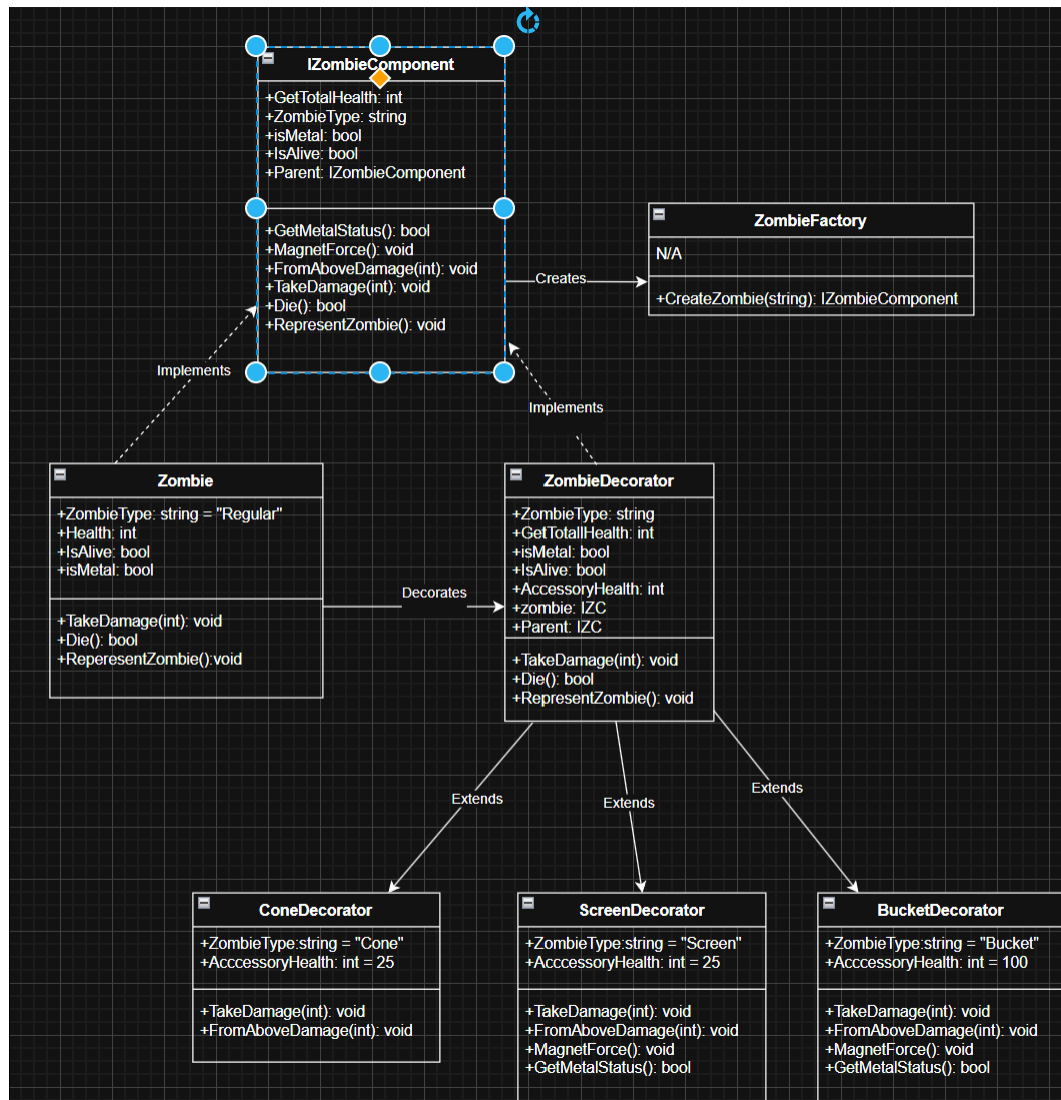 IZombieComponent
+GetTotalHealth: int
+ZombieType: string
+isMetal: bool
+IsAlive: bool
+Parent: IZombieComponent
+GetMetalStatus(): bool
+MagnetForce(): void
+FromAboveDamage(int): void
+TakeDamage(int): void
+Die(): bool
+RepresentZombie(): void
Creates
ZombieFactory
N/A
+CreateZombie(string): IZombieComponent
Implements
Implements
Zombie
+ZombieType: string = "Regular"
+Health: int
+IsAlive: bool
+isMetal: bool
+TakeDamage(int): void
+Die(): bool
+ReperesentZombie():void
Decorates
ZombieDecorator
+ZombieType: string
+GetTotallHealth: int
+isMetal: bool
+IsAlive: bool
+AccessoryHealth: int
+zombie: IZC
+Parent: IZC
+TakeDamage(int): void
+Die(): bool
+RepresentZombie(): void
Extends
Extends
Extends
ConeDecorator
+ZombieType:string = "Cone"
+AcccessoryHealth: int = 25
+TakeDamage(int): void
+FromAboveDamage(int): void
ScreenDecorator
+ZombieType:string = "Screen"
+AcccessoryHealth: int = 25
+TakeDamage(int): void
+FromAboveDamage(int): void
+MagnetForce(): void
+GetMetalStatus(): bool
BucketDecorator
+ZombieType:string = "Bucket"
+AcccessoryHealth: int = 100
+TakeDamage(int): void
+FromAboveDamage(int): void
+MagnetForce(): void
+GetMetalStatus(): bool